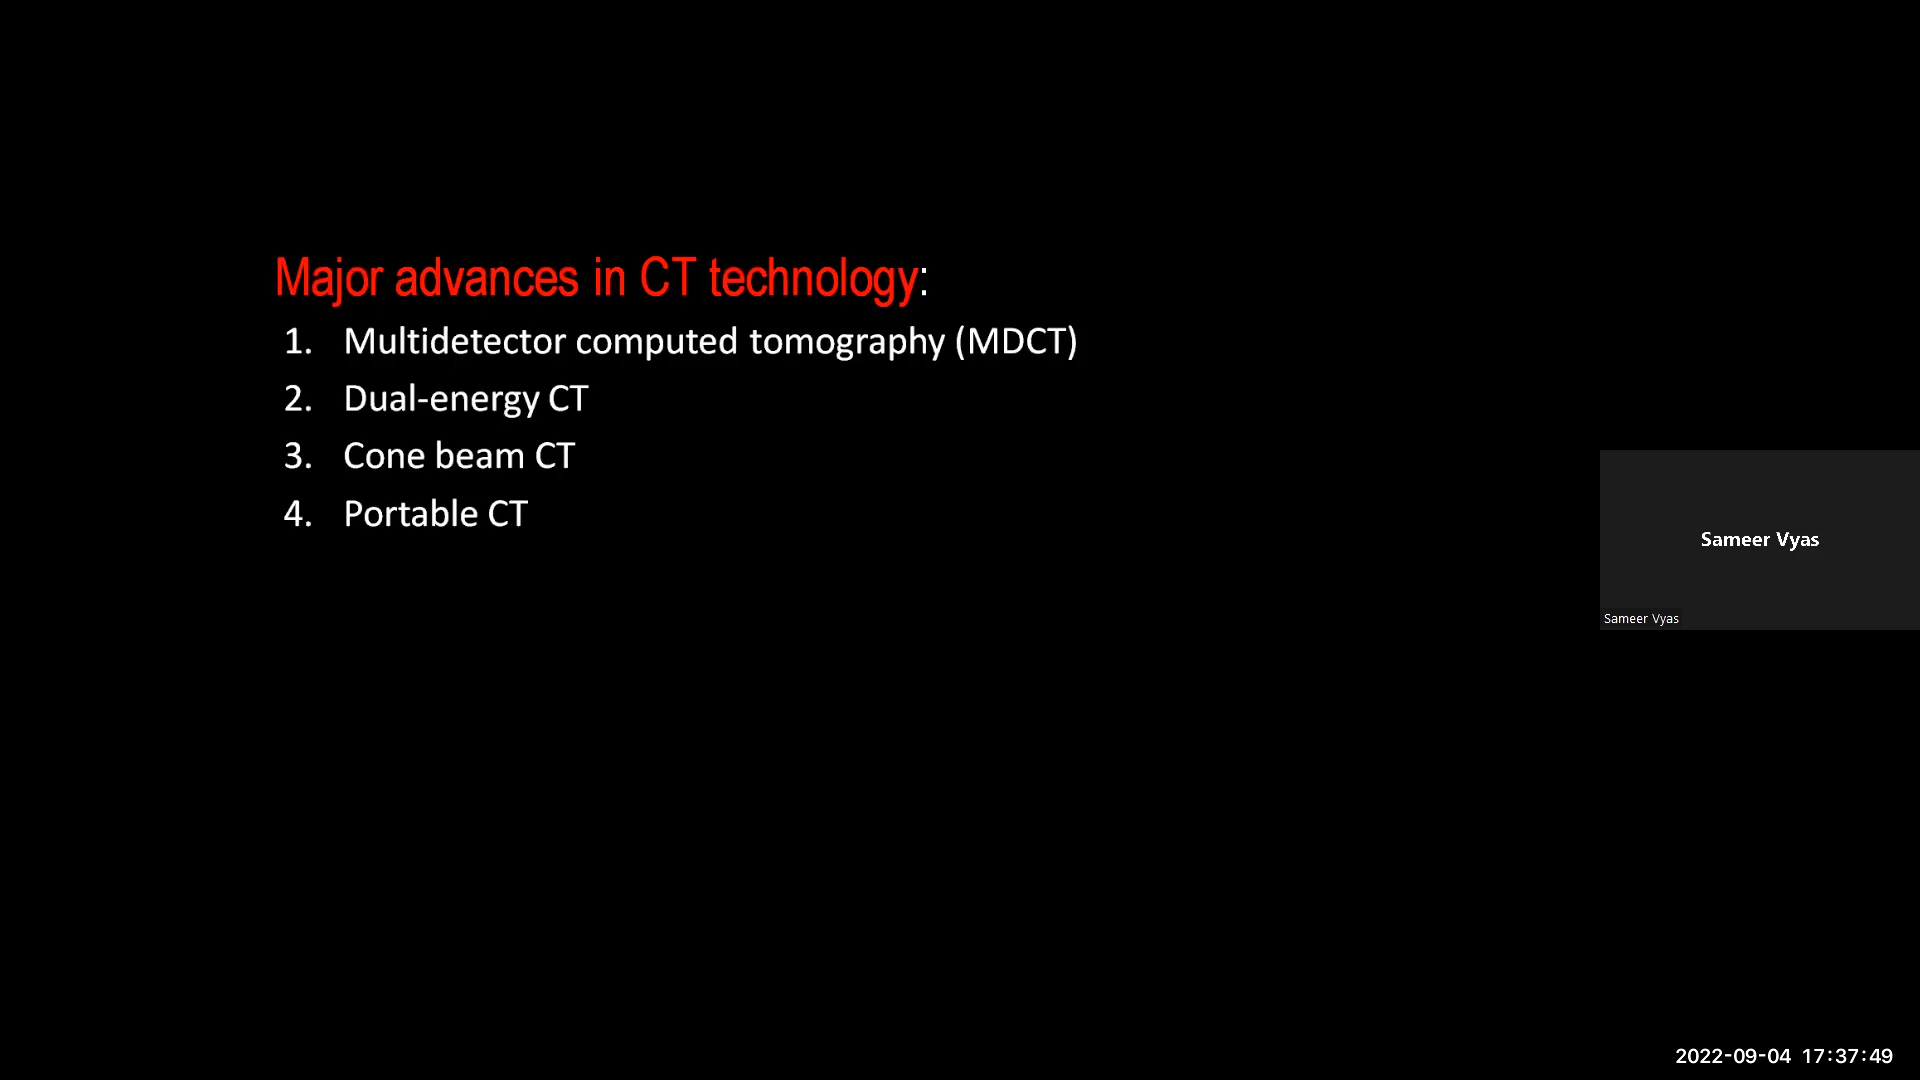 Major advances in CT technology:
1. Multidetector computed tomography (MDCT)
2. Dual-energy CT
3. Cone beam CT
4. Portable CT
Sameer Vyas
Sameer Vyas
2022-09-04 17:37:49